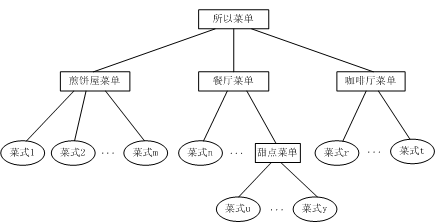 所以菜单
煎饼屋菜单 餐厅菜单 咖啡厅菜单
菜式1 菜式2 ... 菜式m 菜式n ... 甜点菜单 菜式r ... 菜式t
菜式u ... 菜式y